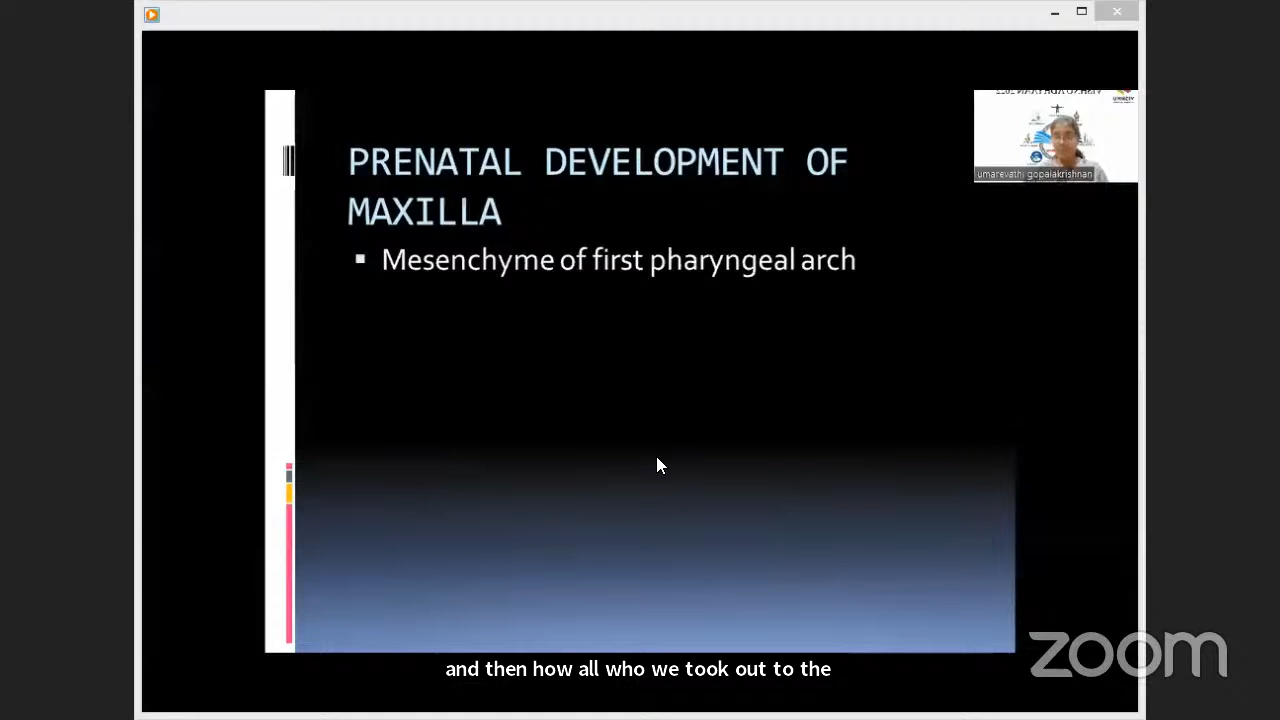 PRENATAL DEVELOPMENT OF
MAXILLA
▪ Mesenchyme of first pharyngeal arch
umarevathi gopalakrishnan
and then how all who we took out to the
zoom